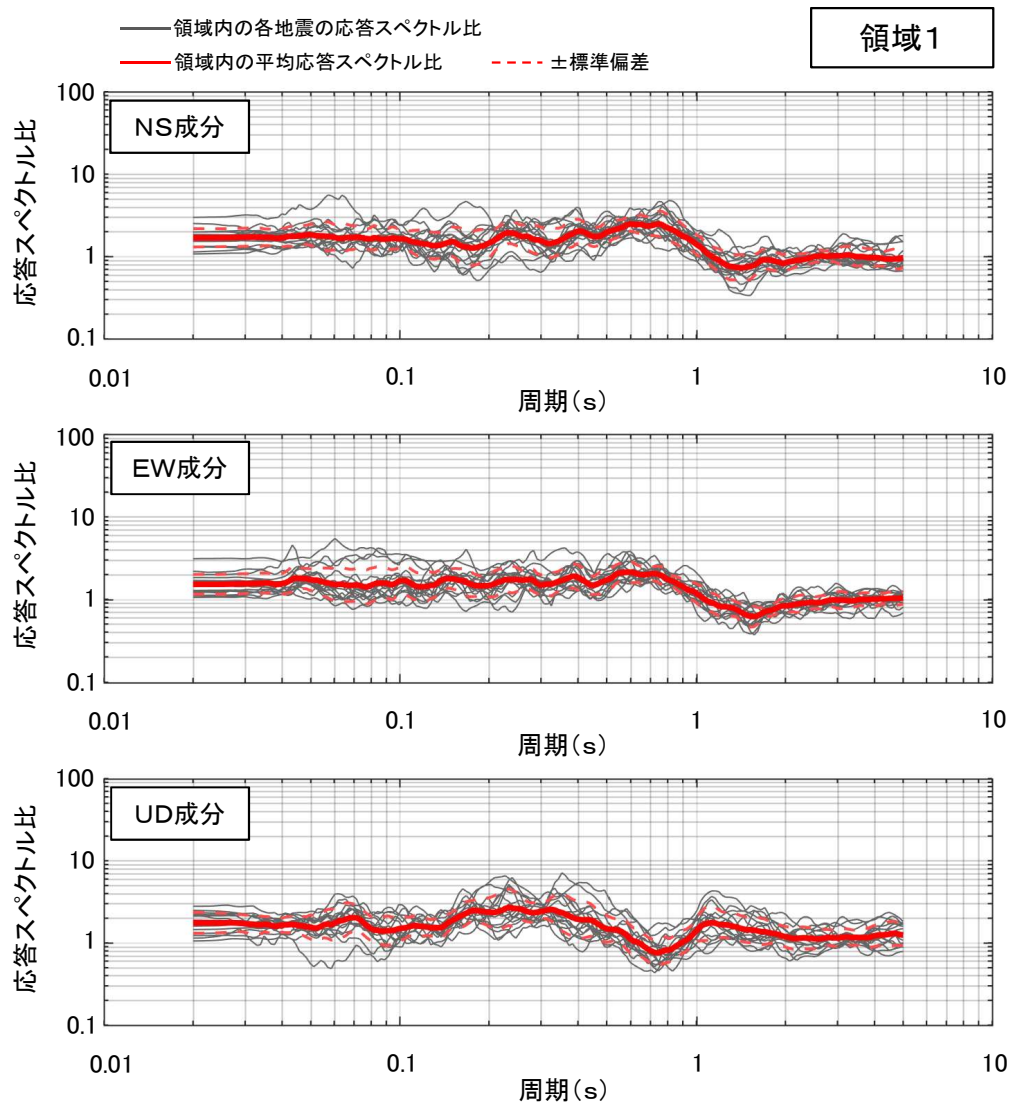 領域内の各地震の応答スペクトル比
領域内の平均応答スペクトル比 ±標準偏差
領域1
NS成分
応答スペクトル比
100
10
1
0.1
0.01 0.1 1 10
周期(s)
EW成分
応答スペクトル比
100
10
1
0.1
0.01 0.1 1 10
周期(s)
UD成分
応答スペクトル比
100
10
1
0.1
0.01 0.1 1 10
周期(s)